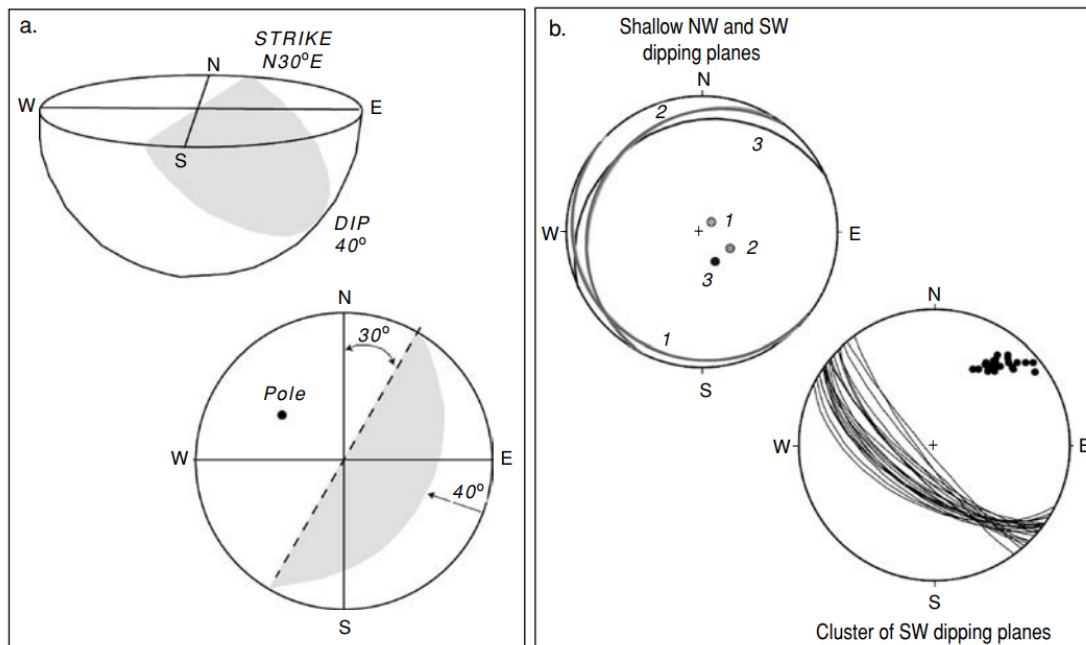 a.
STRIKE
N30°E
N
W
E
S
DIP
40°
N
30°
Pole
W
E
40°
S
b.
Shallow NW and SW
dipping planes
N
2
3
1
W
E
2
3
1
S
N
W
E
S
Cluster of SW dipping planes